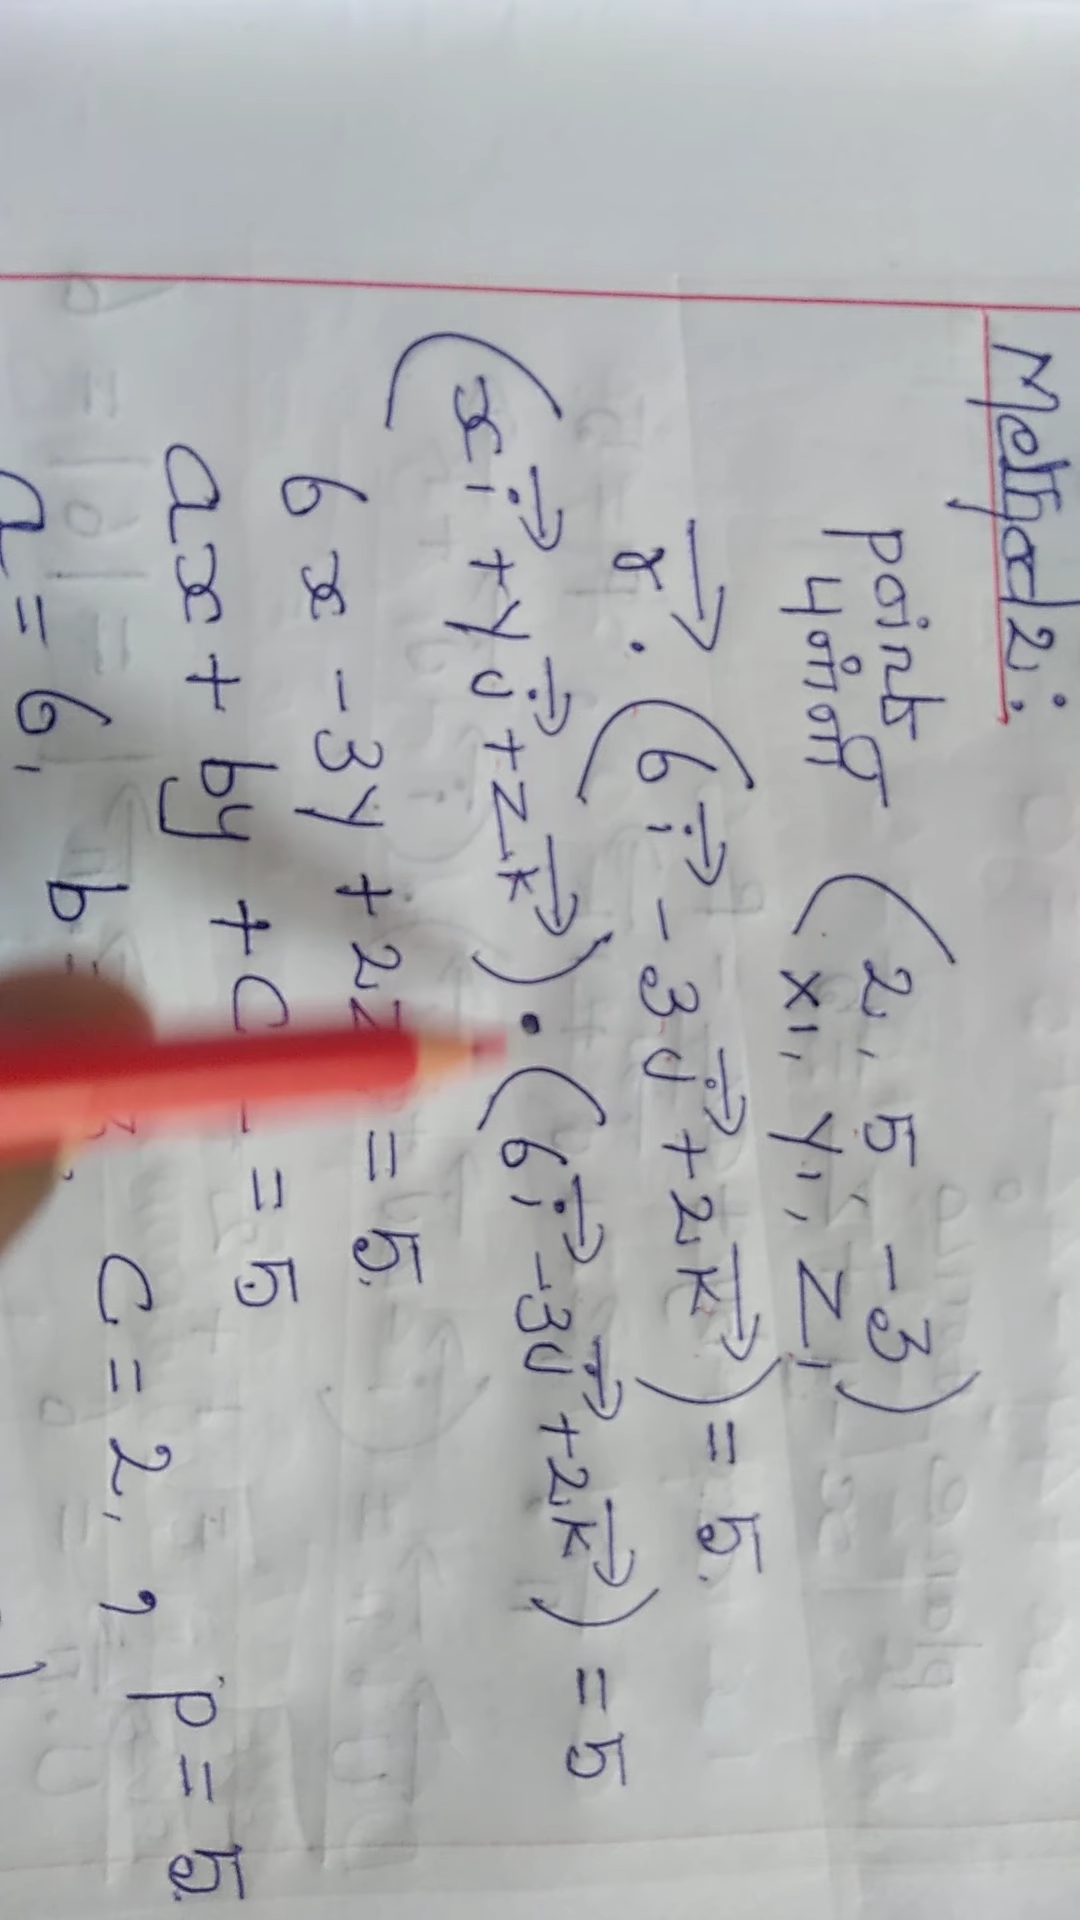 Method 2:
point (2, 5, -3)
புள்ளி x₁, y₁, z₁
r⃗ · (6i⃗ - 3j⃗ + 2k⃗) = 5.
(xi⃗ + yj⃗ + zk⃗) · (6i⃗ - 3j⃗ + 2k⃗) = 5
6x - 3y + 2z = 5.
ax + by + c = 5
a = 6, b = c = 2, , p = 5.